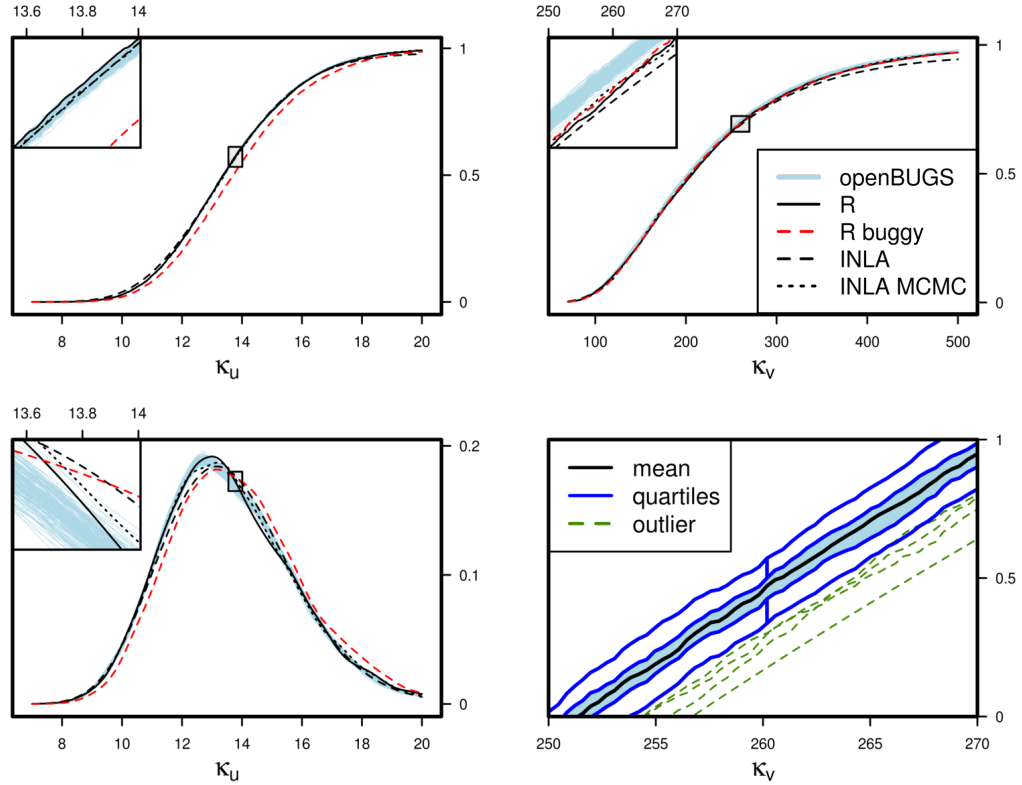 13.6 13.8 14
1
0.5
0
8 10 12 14 16 18 20
κu
250 260 270
1
0.5
0
openBUGS
R
R buggy
INLA
INLA MCMC
100 200 300 400 500
κv
13.6 13.8 14
0.2
0.1
0
8 10 12 14 16 18 20
κu
mean
quartiles
outlier
1
0.5
0
250 255 260 265 270
κv